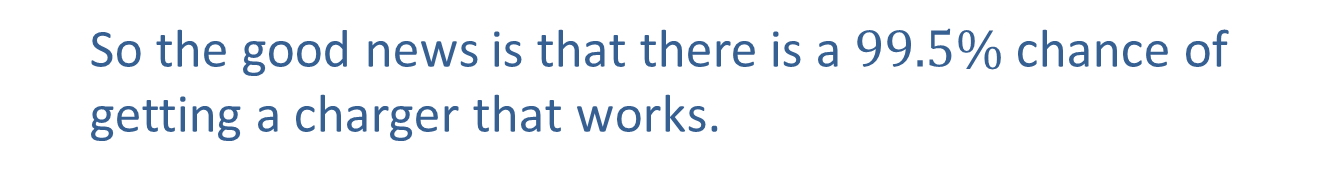 So the good news is that there is a 99.5% chance of
getting a charger that works.